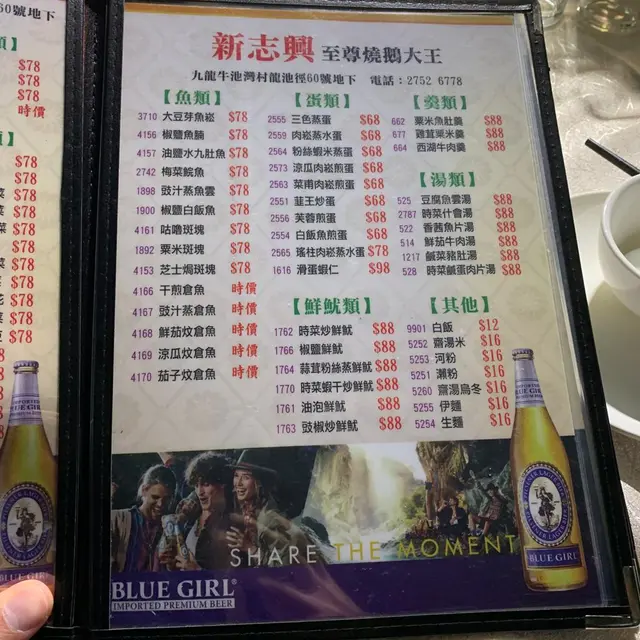 60號地下
新志興 至尊燒鵝大王
九龍牛池灣村龍池徑60號地下 電話：2752 6778
【魚類】
3710 大豆芽魚崧 $78
4156 椒鹽魚腩 $78
4157 油鹽水九肚魚 $78
2742 梅菜鯇魚 $78
1898 豉汁蒸魚雲 $78
1900 椒鹽白飯魚 $78
4161 咕嚕斑塊 $78
1892 粟米斑塊 $78
4153 芝士焗斑塊 $78
4166 干煎倉魚 時價
4167 豉汁蒸倉魚 時價
4168 鮮茄炆倉魚 時價
4169 涼瓜炆倉魚 時價
4170 茄子炆倉魚 時價
【蛋類】
2555 三色蒸蛋 $68
2559 肉崧蒸水蛋 $68
2564 粉絲蝦米蒸蛋 $68
2573 涼瓜肉崧煎蛋 $68
2563 菜甫肉崧煎蛋 $68
2551 韮王炒蛋 $68
2556 芙蓉煎蛋 $68
2554 白飯魚煎蛋 $68
2565 瑤柱肉崧蒸水蛋 $78
1616 滑蛋蝦仁 $98
【鮮魷類】
1762 時菜炒鮮魷 $88
1766 椒鹽鮮魷 $88
1764 蒜茸粉絲蒸鮮魷 $88
1770 時菜蝦干炒鮮魷 $88
1761 油泡鮮魷 $88
1763 豉椒炒鮮魷 $88
【羹類】
662 粟米魚肚羹 $88
677 雞茸粟米羹 $88
664 西湖牛肉羹 $88
【湯類】
525 豆腐魚雲湯 $88
2787 時菜什會湯 $88
522 香茜魚片湯 $88
514 鮮茄牛肉湯 $88
1217 鹹菜豬肚湯 $88
528 時菜鹹蛋肉片湯 $88
【其他】
9901 白飯 $12
5252 齋湯米 $16
5253 河粉 $16
5251 瀨粉 $16
5260 齋湯烏冬 $16
5255 伊麵 $16
5254 生麵 $16
SHARE THE MOMENT
BLUE GIRL
IMPORTED PREMIUM BEER
BLUE GIRL